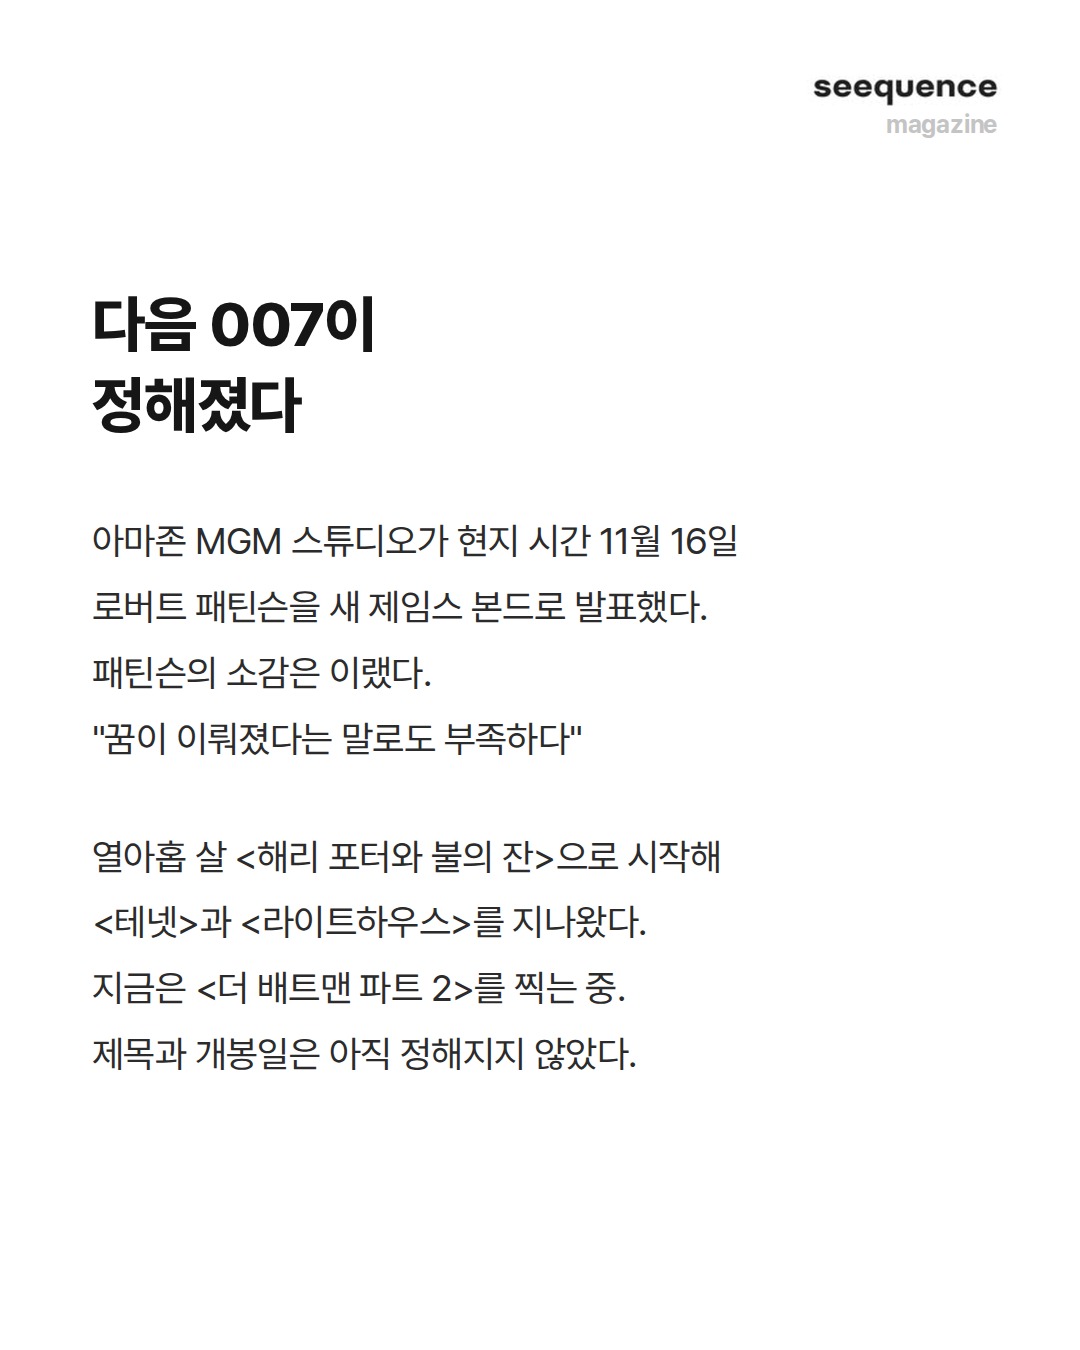 seequence
magazine
다음 007이
정해졌다
아마존 MGM 스튜디오가 현지 시간 11월 16일
로버트 패틴슨을 새 제임스 본드로 발표했다.
패틴슨의 소감은 이랬다.
"꿈이 이뤄졌다는 말로도 부족하다"
열아홉 살 <해리 포터와 불의 잔>으로 시작해
<테넷>과 <라이트하우스>를 지나왔다.
지금은 <더 배트맨 파트 2>를 찍는 중.
제목과 개봉일은 아직 정해지지 않았다.